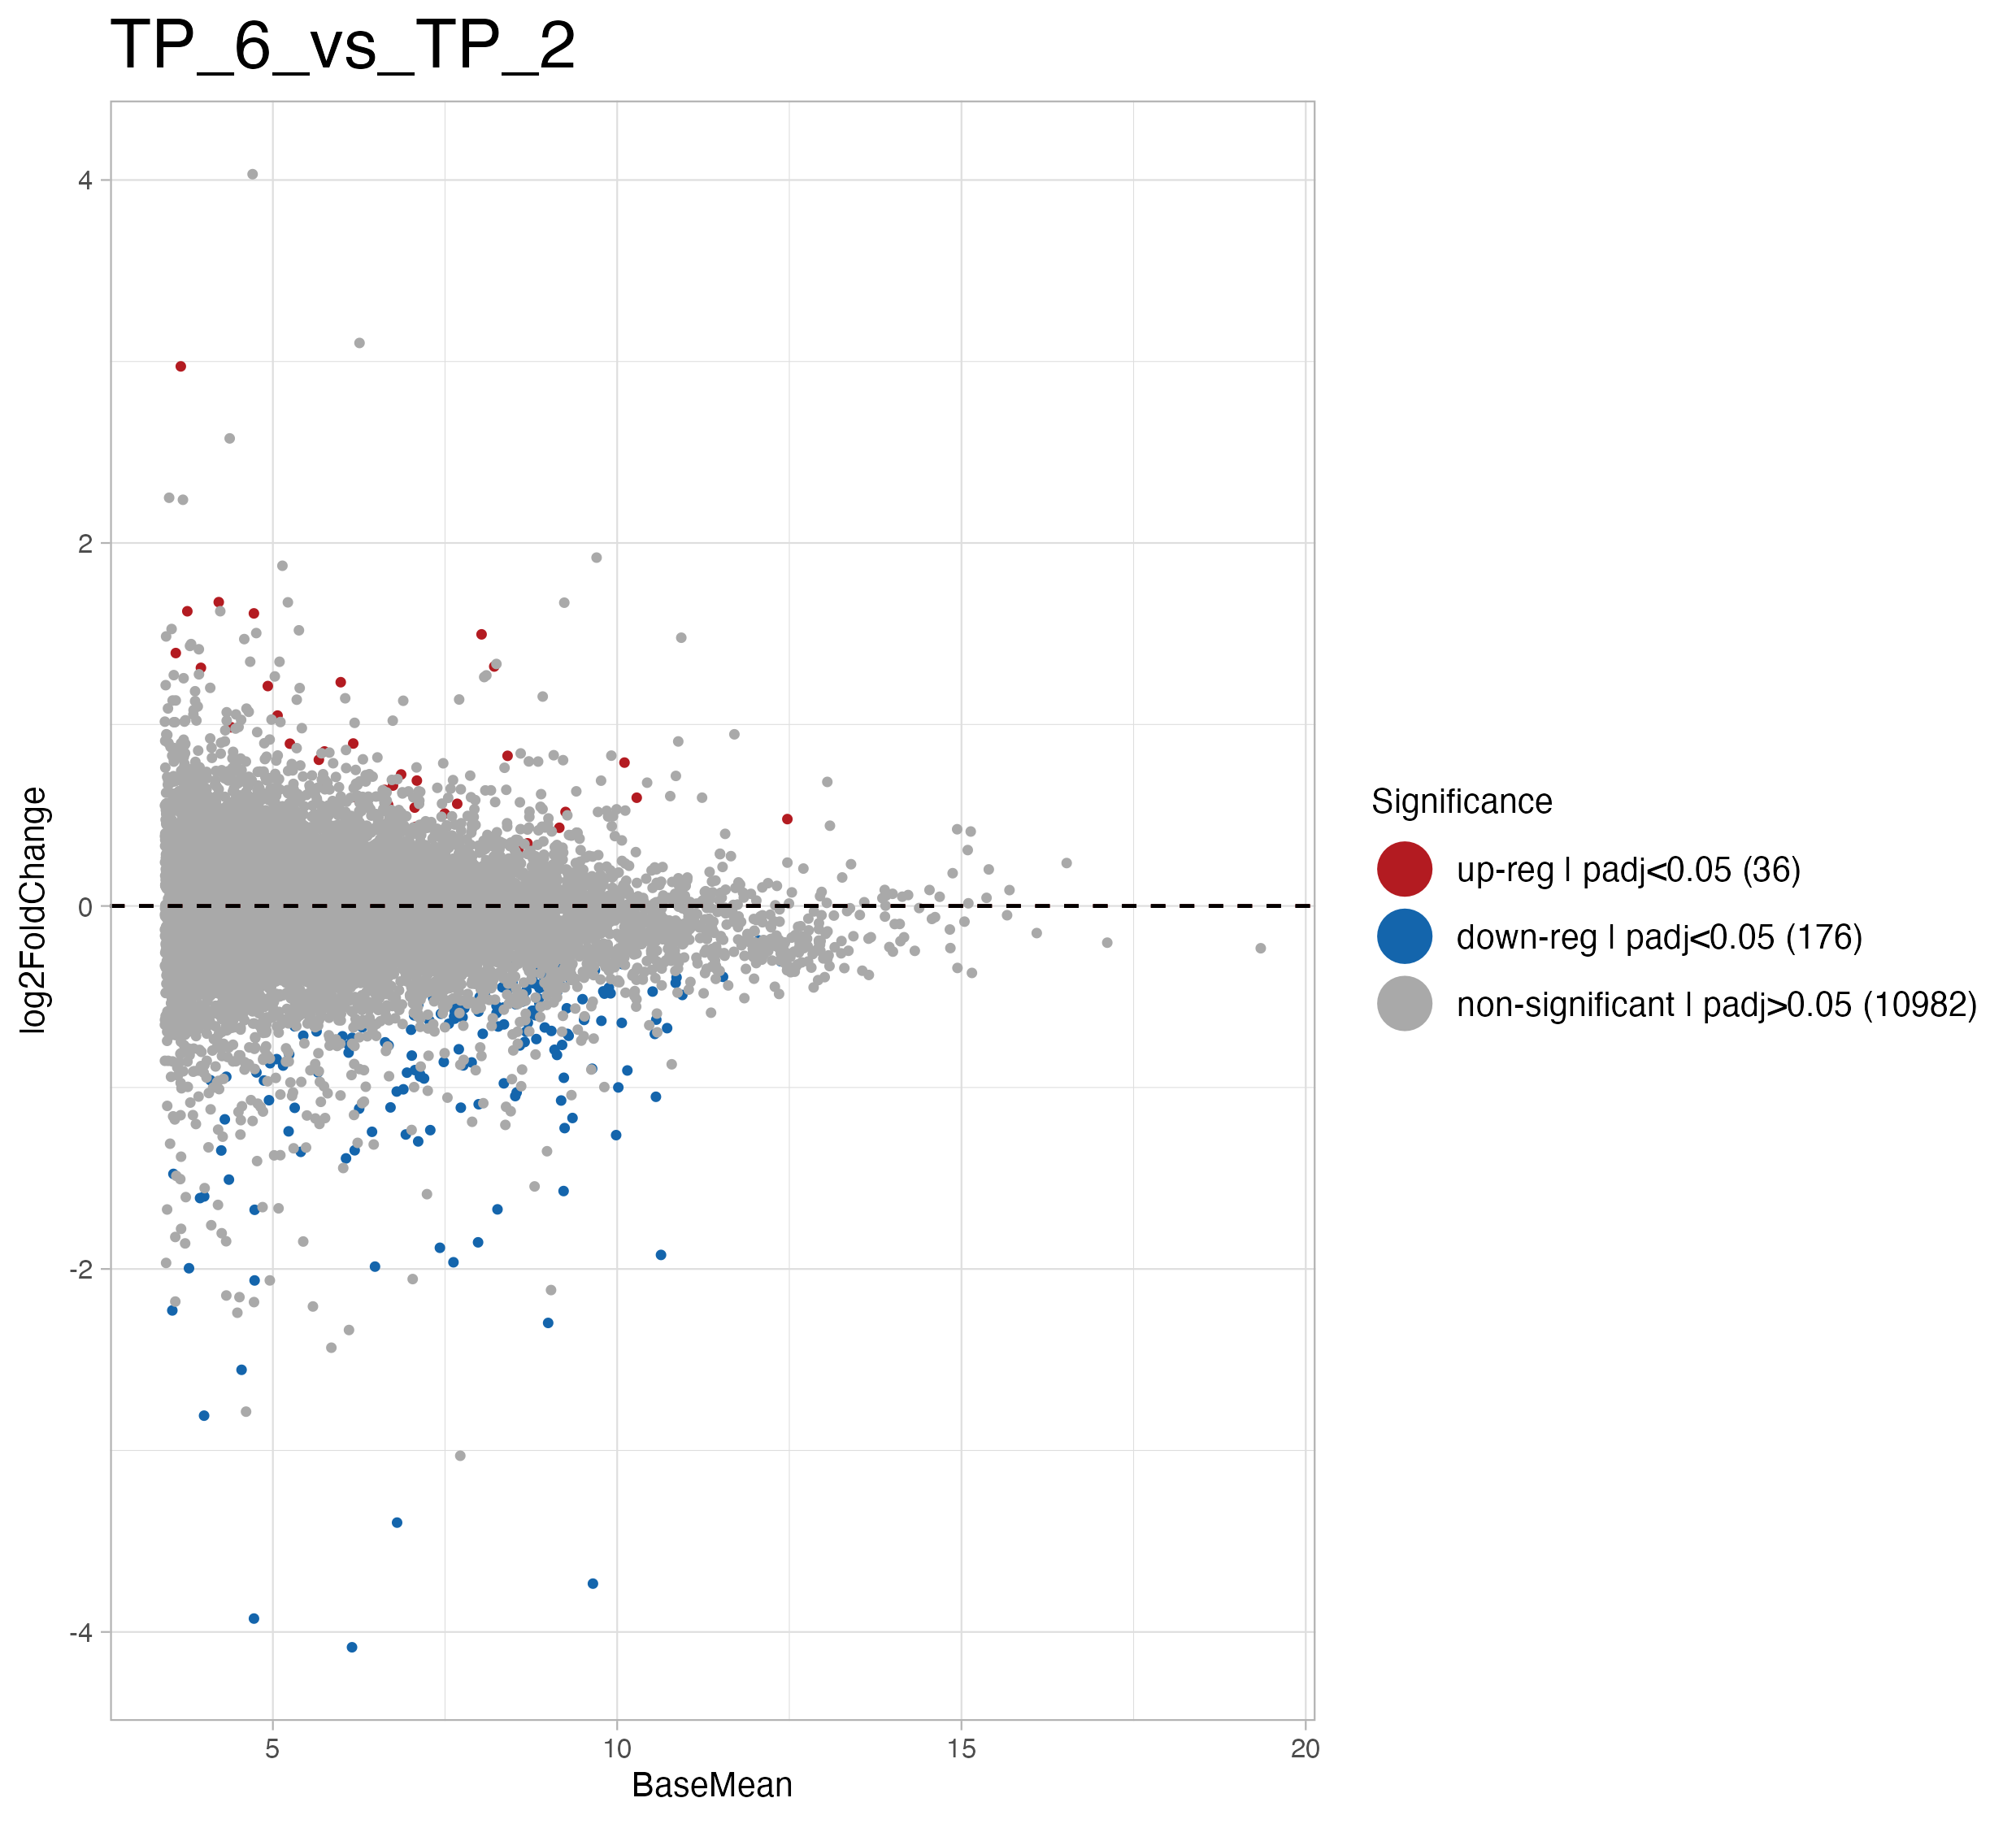 TP_6_vs_TP_2
4
2
0
-2
-4
log2FoldChange
5
10
15
20
BaseMean
Significance
up-reg | padj<0.05 (36)
down-reg | padj<0.05 (176)
non-significant | padj>0.05 (10982)